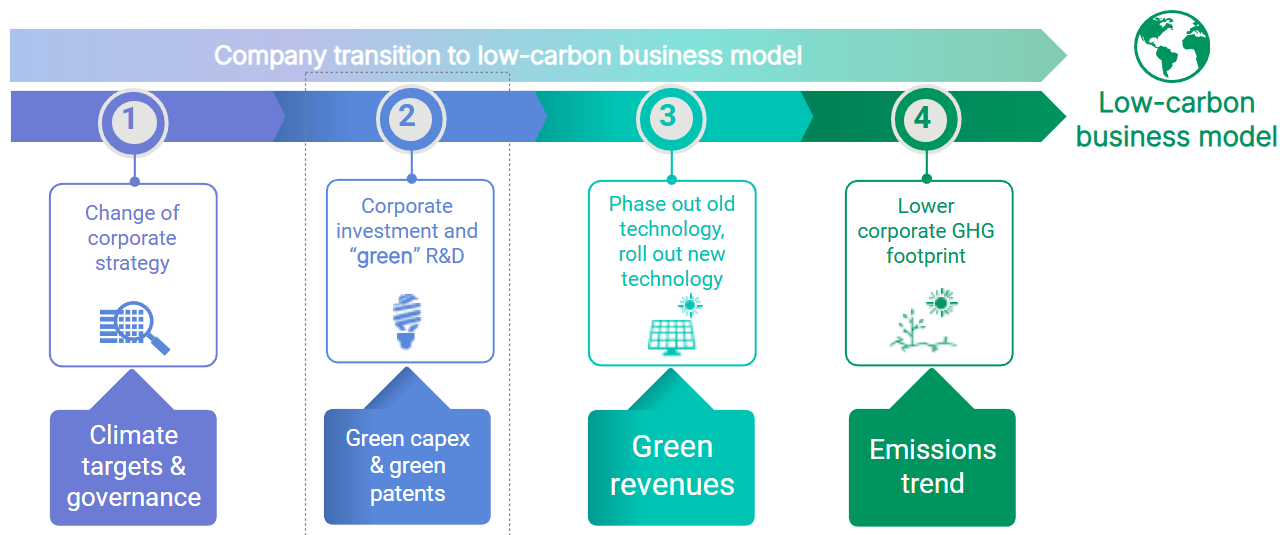 Company transition to low-carbon business model
Low-carbon
business model
1
2
3
4
Change of
corporate
strategy
Corporate
investment and
“green” R&D
Phase out old
technology,
roll out new
technology
Lower
corporate GHG
footprint
Climate
targets &
governance
Green capex
& green
patents
Green
revenues
Emissions
trend